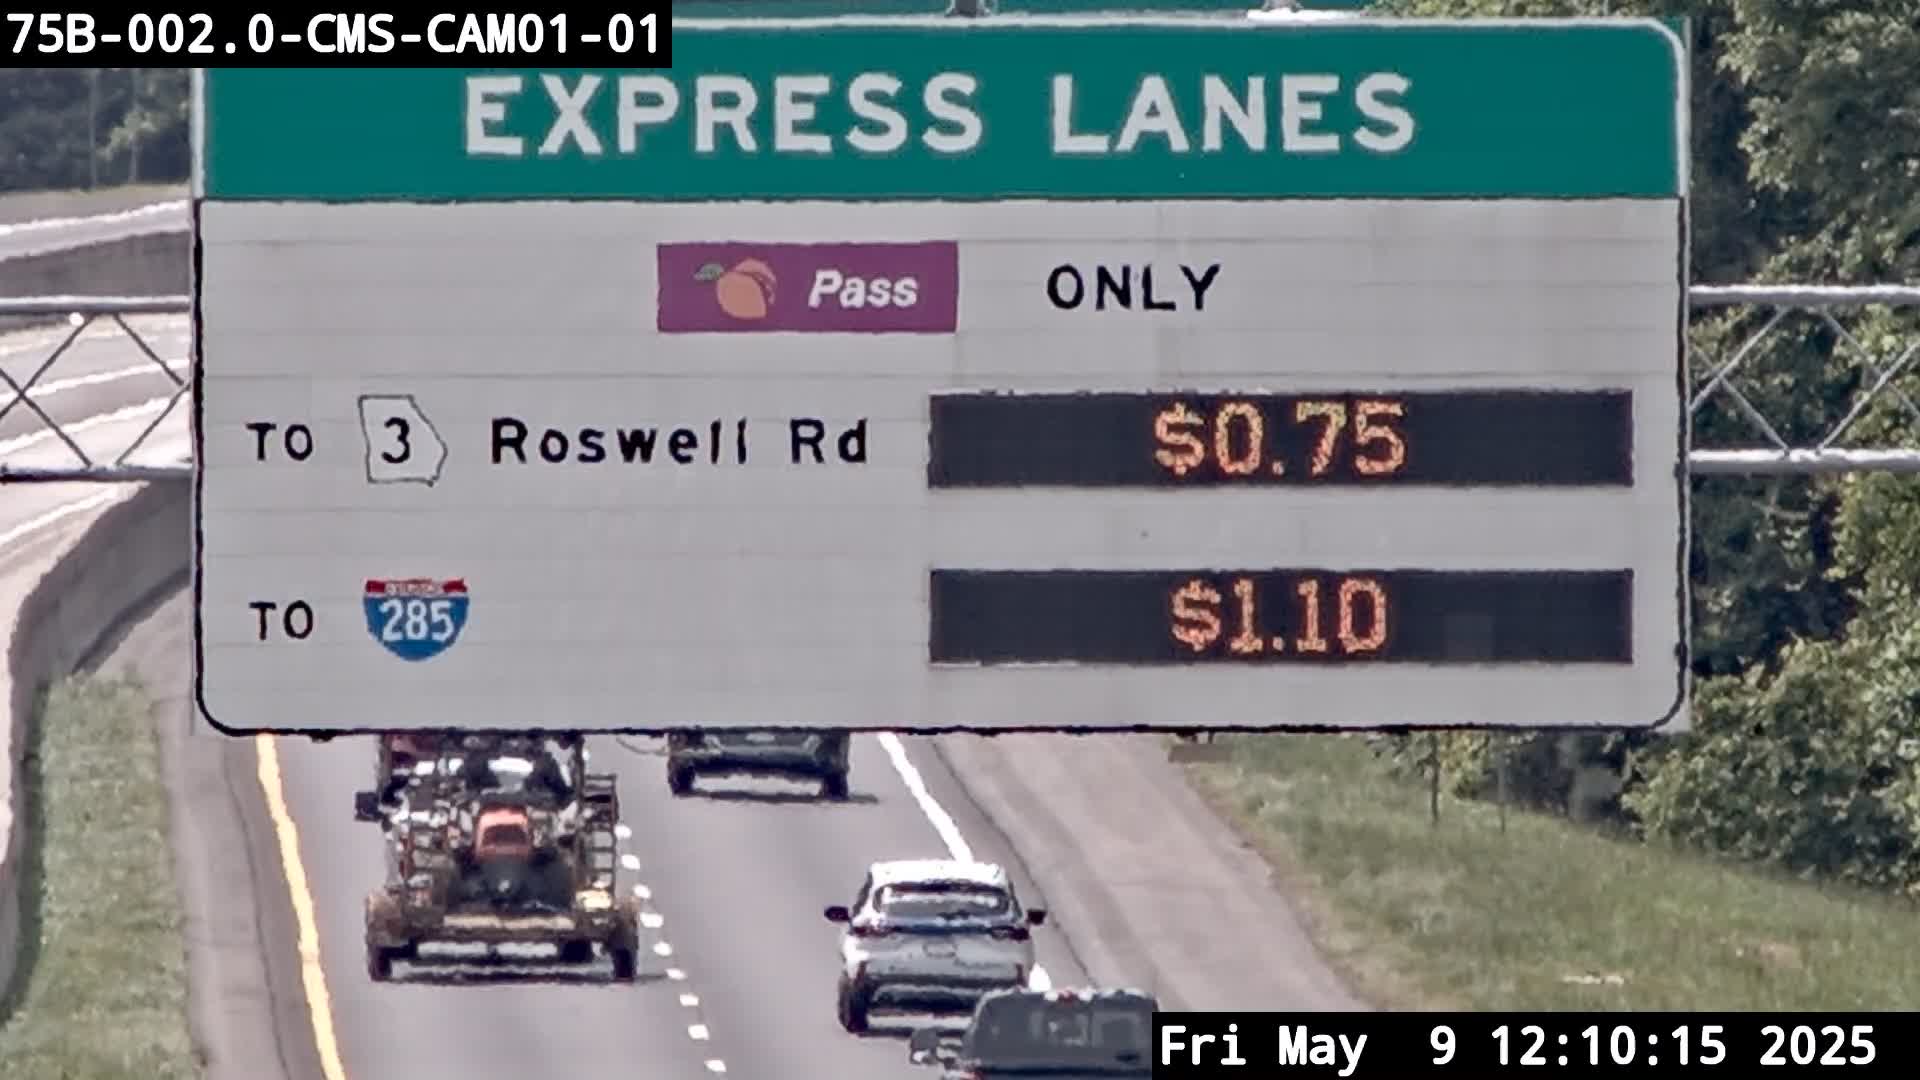 75B-002.0-CMS-CAM01-01
EXPRESS LANES
Pass ONLY
TO 3 Roswell Rd $0.75
TO 285 $1.10
Fri May 9 12:10:15 2025